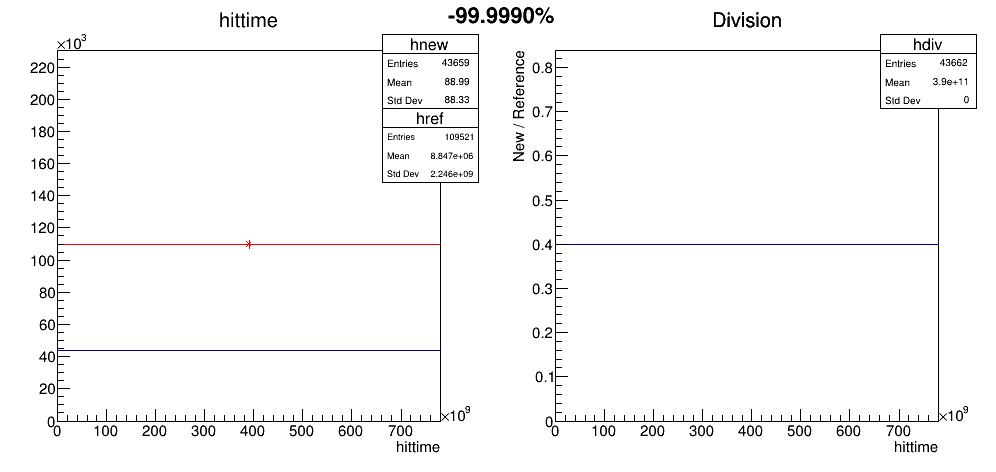 -99.9990%
hittime
×10³
hnew
Entries 43659
Mean 88.99
Std Dev 88.33
href
Entries 109521
Mean 8.847e+06
Std Dev 2.246e+09
220
200
180
160
140
120
100
80
60
40
20
0
0 100 200 300 400 500 600 700
×10⁹
hittime
Division
hdiv
Entries 43662
Mean 3.9e+11
Std Dev 0
New / Reference
0.8
0.7
0.6
0.5
0.4
0.3
0.2
0.1
0
0 100 200 300 400 500 600 700
×10⁹
hittime